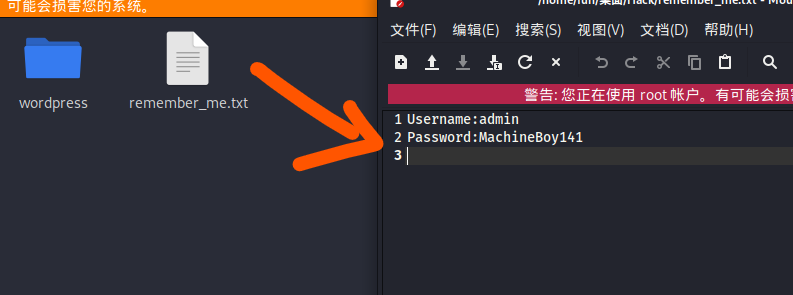 可能会损害您的系统。
wordpress
remember_me.txt
/home/fun/桌面/Hack/remember_me.txt - Mou
文件(F) 编辑(E) 搜索(S) 视图(V) 文档(D) 帮助(H)
警告: 您正在使用 root 帐户。有可能会损害
1 Username:admin
2 Password:MachineBoy141
3